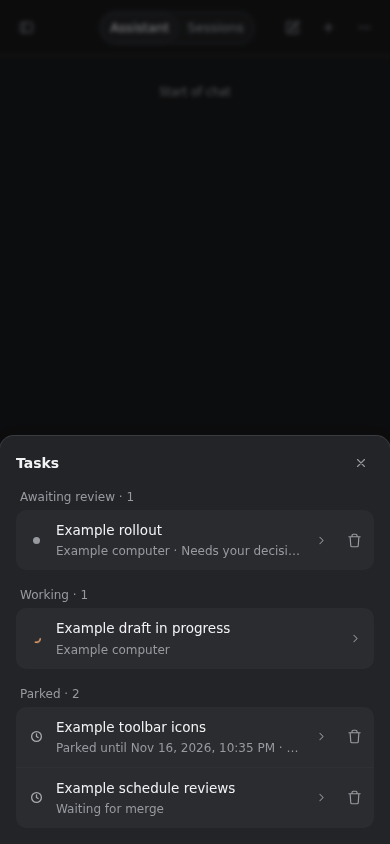 Assistant Sessions
Start of chat
Tasks
Awaiting review · 1
Example rollout
Example computer · Needs your decisi…
Working · 1
Example draft in progress
Example computer
Parked · 2
Example toolbar icons
Parked until Nov 16, 2026, 10:35 PM · …
Example schedule reviews
Waiting for merge